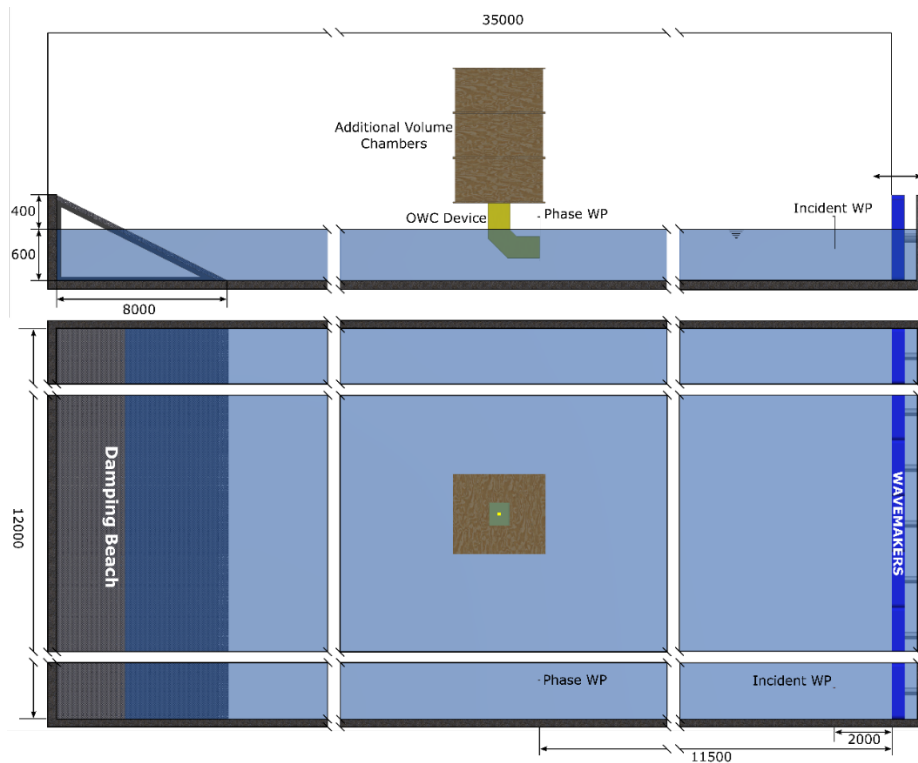 35000
Additional Volume
Chambers
400
OWC Device
Phase WP
Incident WP
600
8000
Damping Beach
12000
WAVEMAKERS
Phase WP
Incident WP
2000
11500